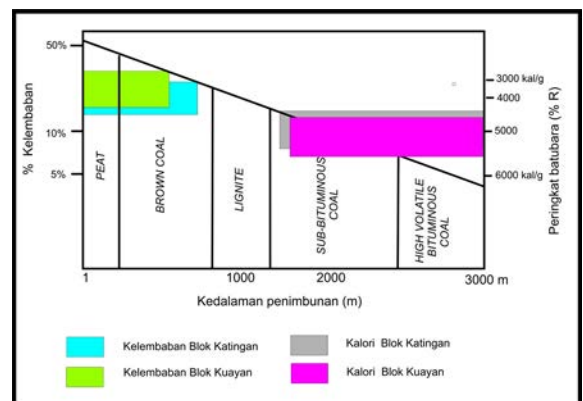 50%
10%
5%
% Kelembaban
PEAT
BROWN COAL
LIGNITE
SUB-BITUMINOUS
COAL
HIGH VOLATILE
BITUMINOUS
COAL
3000 kal/g
4000
5000
6000 kal/g
Peringkat batubara (% R)
1
1000
2000
3000 m
Kedalaman penimbunan (m)
Kelembaban Blok Katingan
Kalori Blok Katingan
Kelembaban Blok Kuayan
Kalori Blok Kuayan